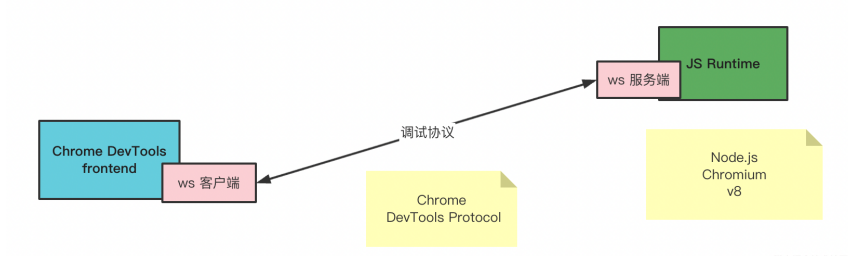 JS Runtime
ws 服务端
调试协议
Chrome DevTools
frontend
ws 客户端
Chrome
DevTools Protocol
Node.js
Chromium
v8